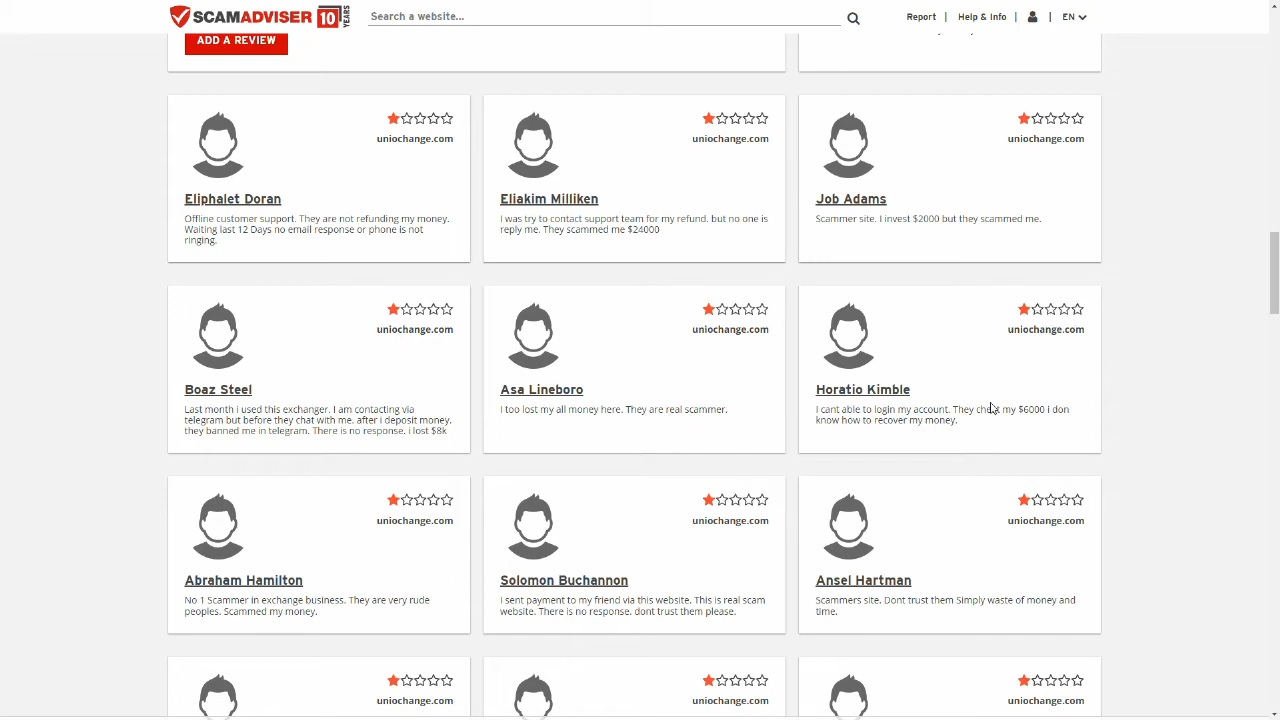 SCAMADVISER 10 YEARS
Search a website...
Report | Help & Info | | EN
ADD A REVIEW
uniochange.com
Eliphalet Doran
Offline customer support. They are not refunding my money.
Waiting last 12 Days no email response or phone is not
ringing.
uniochange.com
Eliakim Milliken
I was try to contact support team for my refund. but no one is
reply me. They scammed me $24000
uniochange.com
Job Adams
Scammer site. I invest $2000 but they scammed me.
uniochange.com
Boaz Steel
Last month i used this exchanger. I am contacting via
telegram but before they chat with me. after i deposit money.
they banned me in telegram. There is no response. i lost $8k
uniochange.com
Asa Lineboro
I too lost my all money here. They are real scammer.
uniochange.com
Horatio Kimble
I cant able to login my account. They my $6000 i don
know how to recover my money.
uniochange.com
Abraham Hamilton
No 1 Scammer in exchange business. They are very rude
peoples. Scammed my money.
uniochange.com
Solomon Buchannon
I sent payment to my friend via this website. This is real scam
website. There is no response. dont trust them please.
uniochange.com
Ansel Hartman
Scammers site. Dont trust them Simply waste of money and
time.
uniochange.com
uniochange.com
uniochange.com